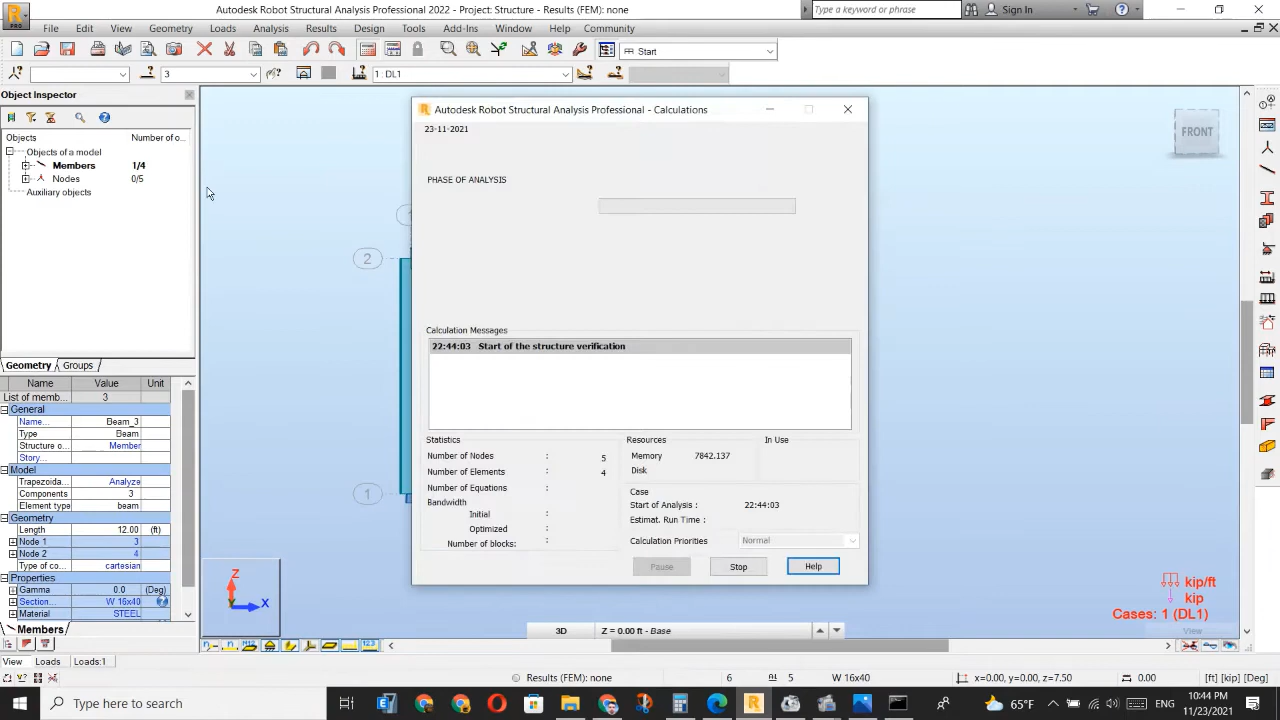 PRO
Autodesk Robot Structural Analysis Professional 2022 - Project: Structure - Results (FEM): none
Type a keyword or phrase
Sign In
File Edit View Geometry Loads Analysis Results Design Tools Add-Ins Window Help Community
Start
3
1 : DL1
Object Inspector
Objects Number of o...
Objects of a model
Members 1/4
Nodes 0/5
Auxiliary objects
Geometry Groups
Name Value Unit
List of memb... 3
General
Name... Beam_3
Type Beam
Structure o... Member
Story...
Model
Trapezoida... Analyze
Components 3
Element type beam
Geometry
Length 12.00 (ft)
Node 1 3
Node 2 4
Type of co... cartesian
Properties
Gamma 0.0 (Deg)
Section... W 16x40
Material STEEL
Members
2
1
Z
X
Autodesk Robot Structural Analysis Professional - Calculations
23-11-2021
PHASE OF ANALYSIS
Calculation Messages
22:44:03 Start of the structure verification
Statistics
Number of Nodes : 5
Number of Elements : 4
Number of Equations :
Bandwidth
Initial :
Optimized :
Number of blocks: :
Resources In Use
Memory 7842.137
Disk
Case
Start of Analysis : 22:44:03
Estimat. Run Time :
Calculation Priorities Normal
Pause Stop Help
FRONT
kip/ft
kip
Cases: 1 (DL1)
View
3D Z = 0.00 ft - Base
View Loads Loads:1
Results (FEM): none 6 5 W 16x40 x=0.00, y=0.00, z=7.50 0.00 [ft] [kip] [Deg]
Type here to search
65°F
ENG
10:44 PM
11/23/2021